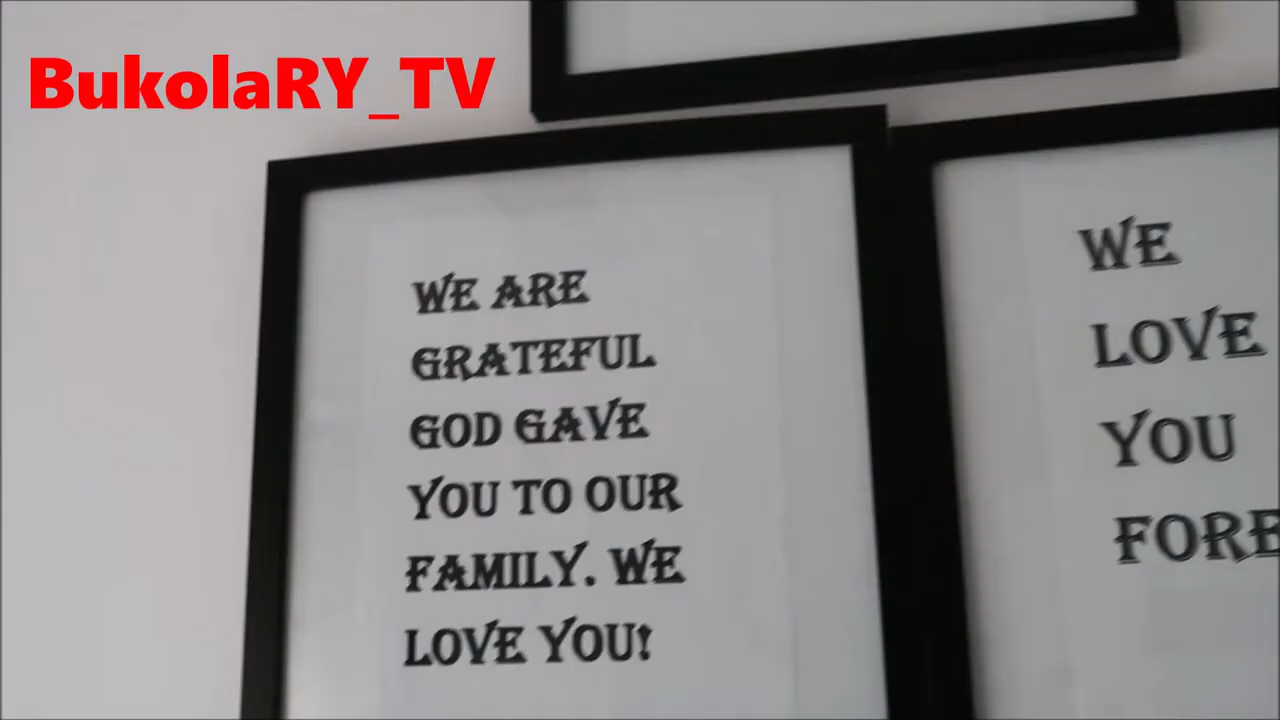 BukolaRY_TV
WE ARE
GRATEFUL
GOD GAVE
YOU TO OUR
FAMILY. WE
LOVE YOU!
WE
LOVE
YOU